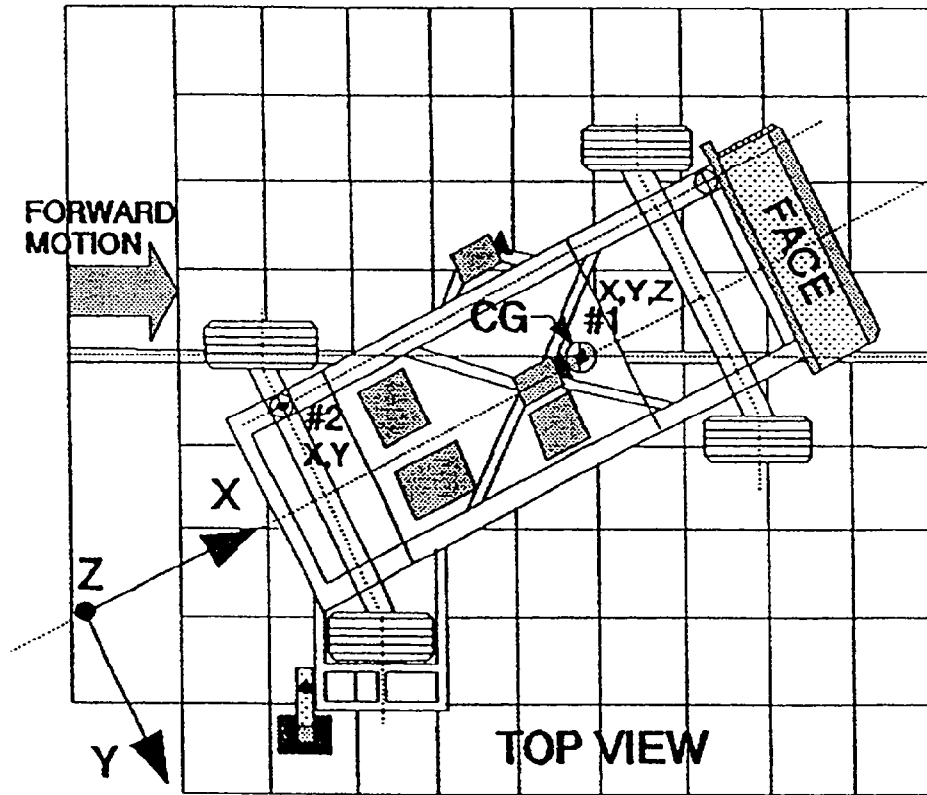 FORWARD
MOTION
FACE
X,Y,Z
CG
#1
#2
X,Y
X
Z
Y
TOP VIEW